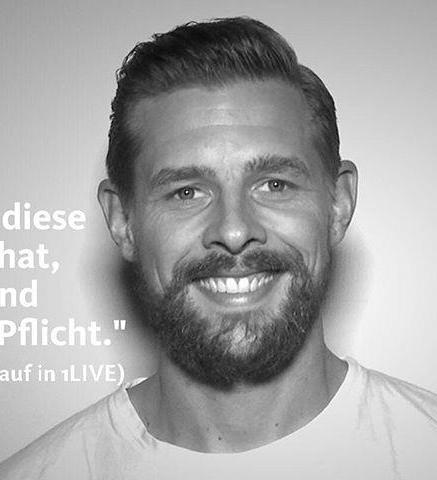 diese
hat,
nd
Pflicht."
auf in 1LIVE)